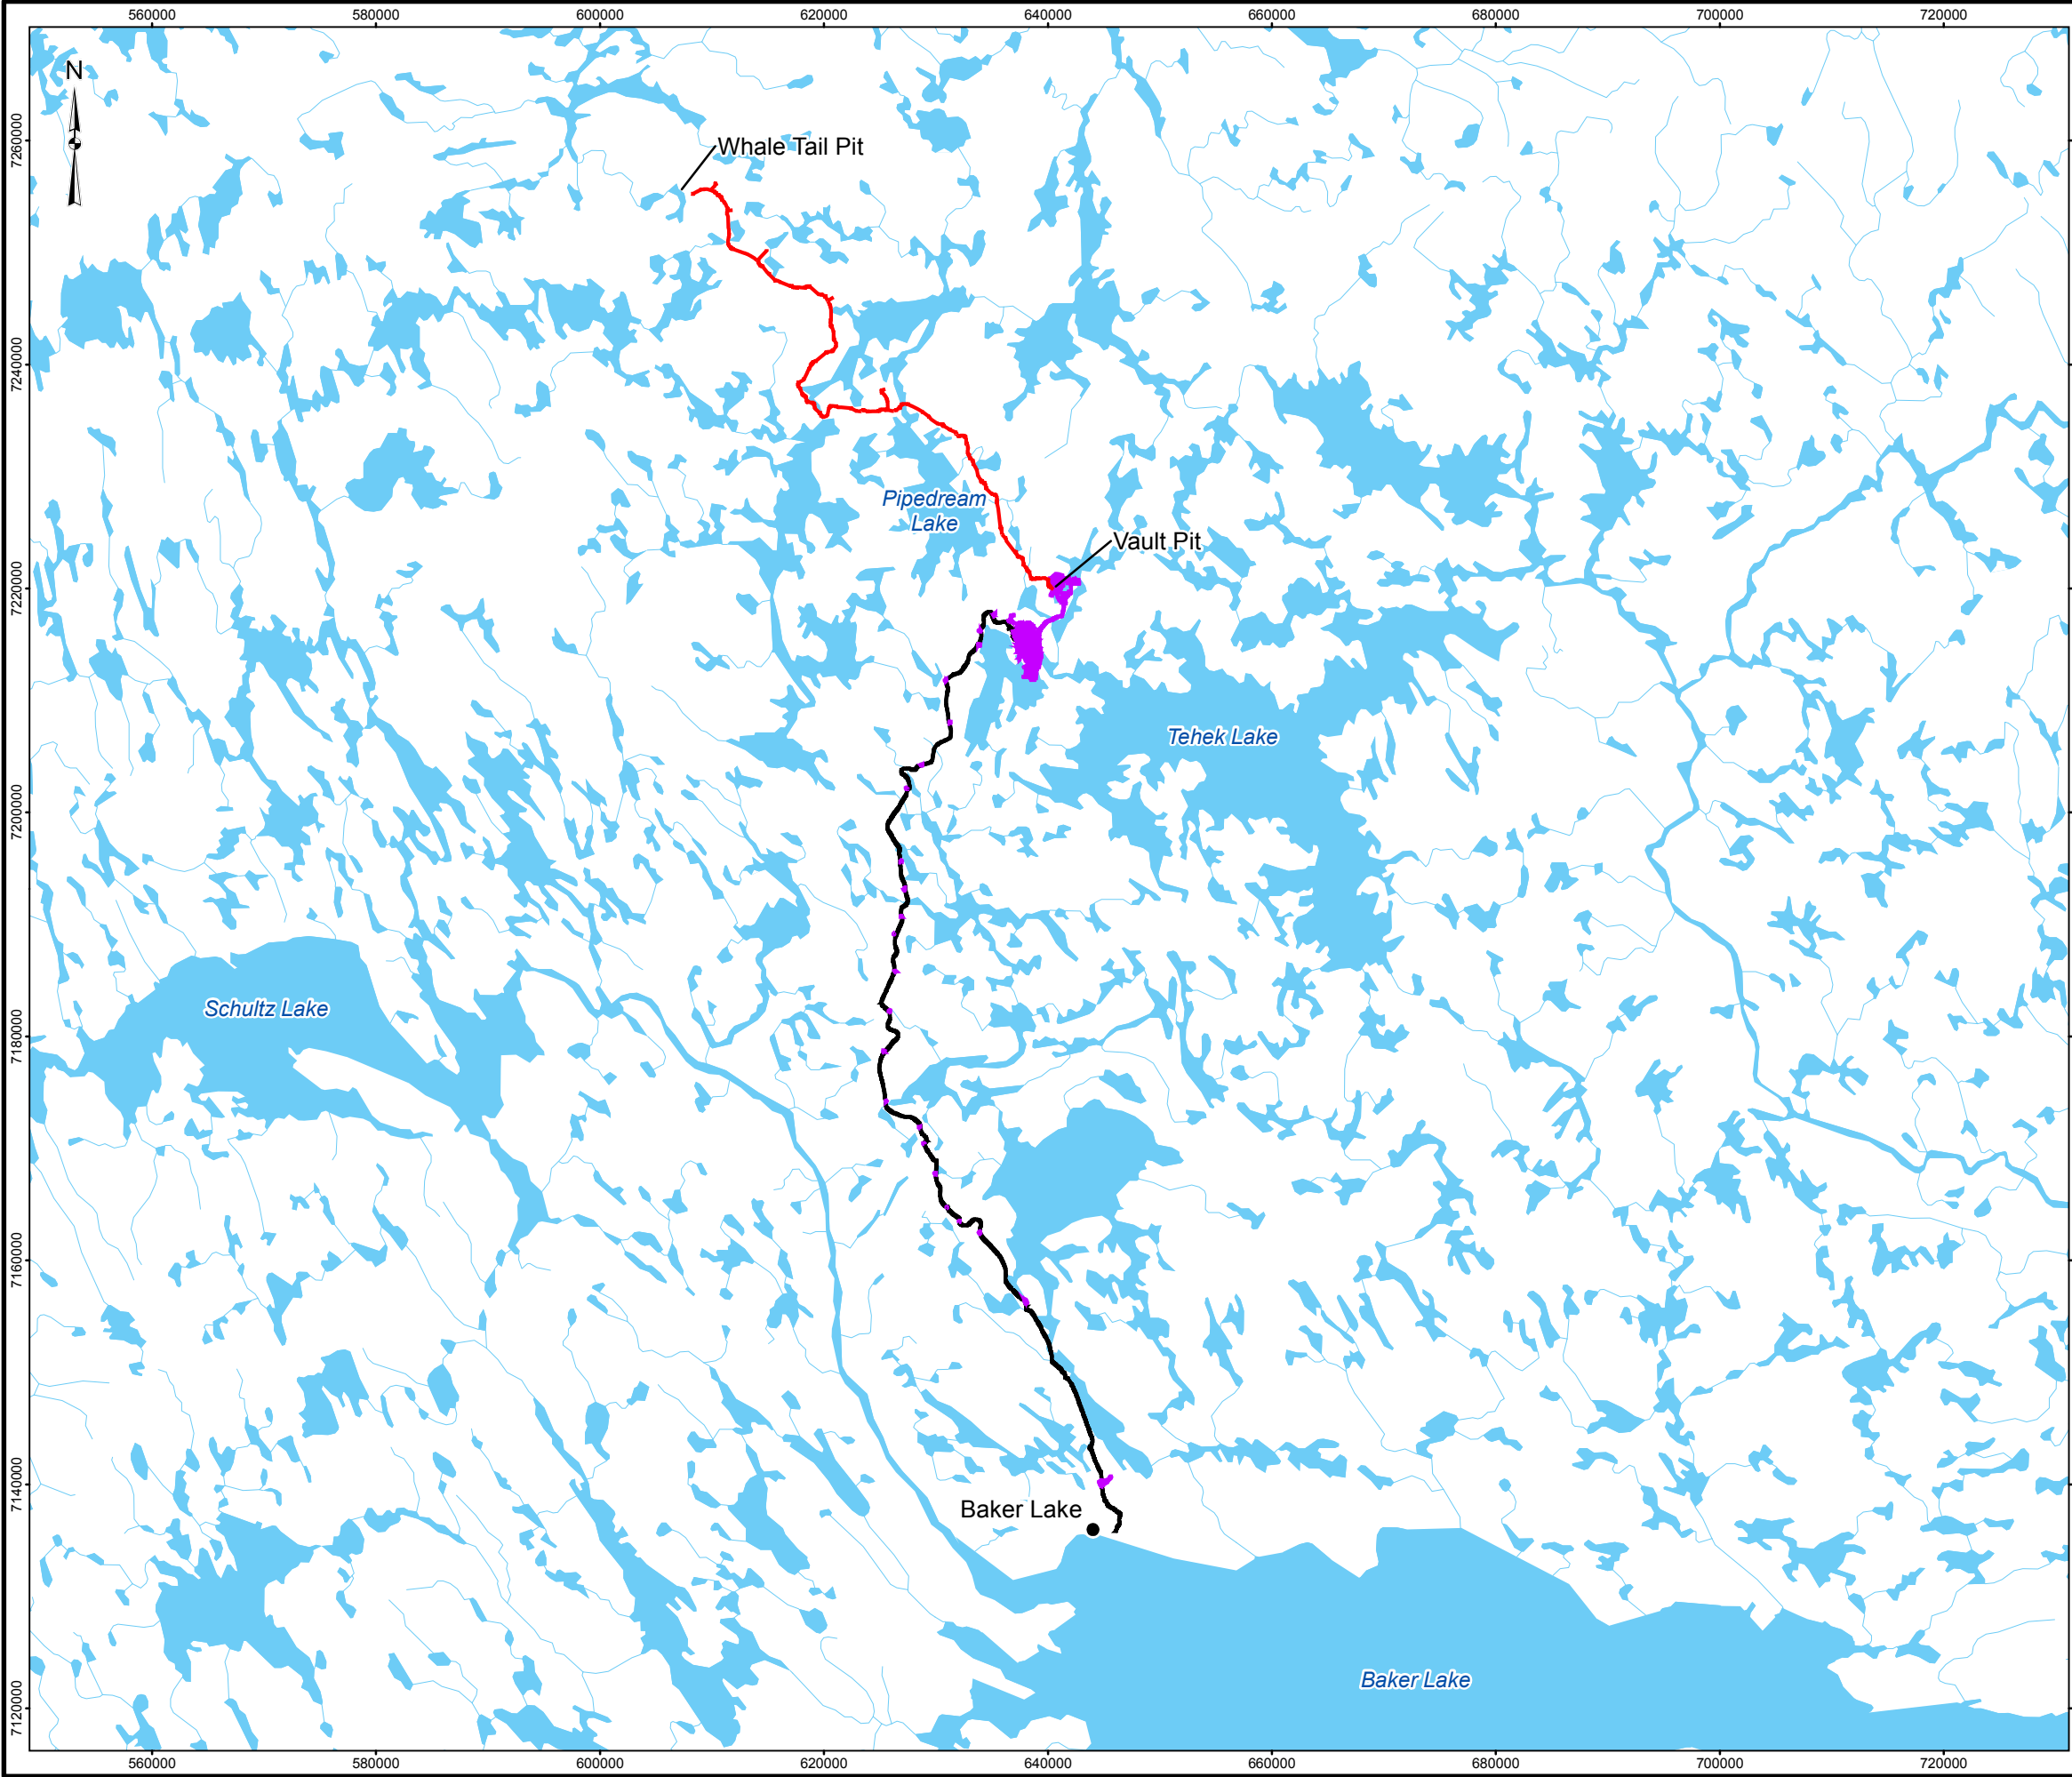 560000 580000 600000 620000 640000 660000 680000 700000 720000
N
7260000
Whale Tail Pit
7240000
Pipedream
Lake
Vault Pit
7220000
Tehek Lake
7200000
Schultz Lake
7180000
7160000
7140000
Baker Lake
Baker Lake
7120000
560000 580000 600000 620000 640000 660000 680000 700000 720000